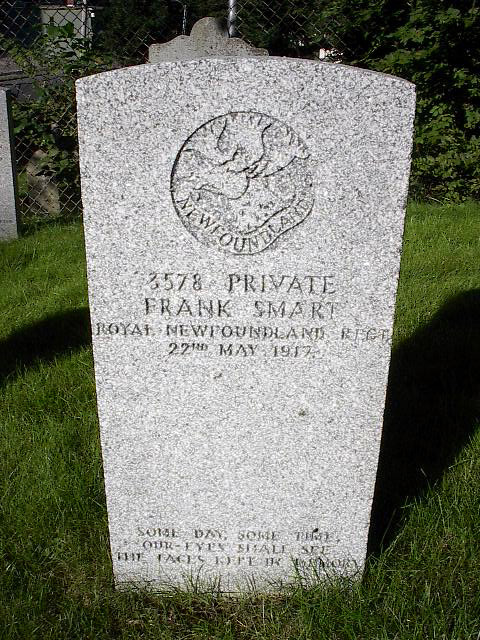 NEWFOUNDLAND
3578 PRIVATE
FRANK SMART
ROYAL NEWFOUNDLAND REGT.
22ND MAY 1917
SOME DAY, SOME TIME,
OUR EYES SHALL SEE
THE FACES KEPT IN MEMORY